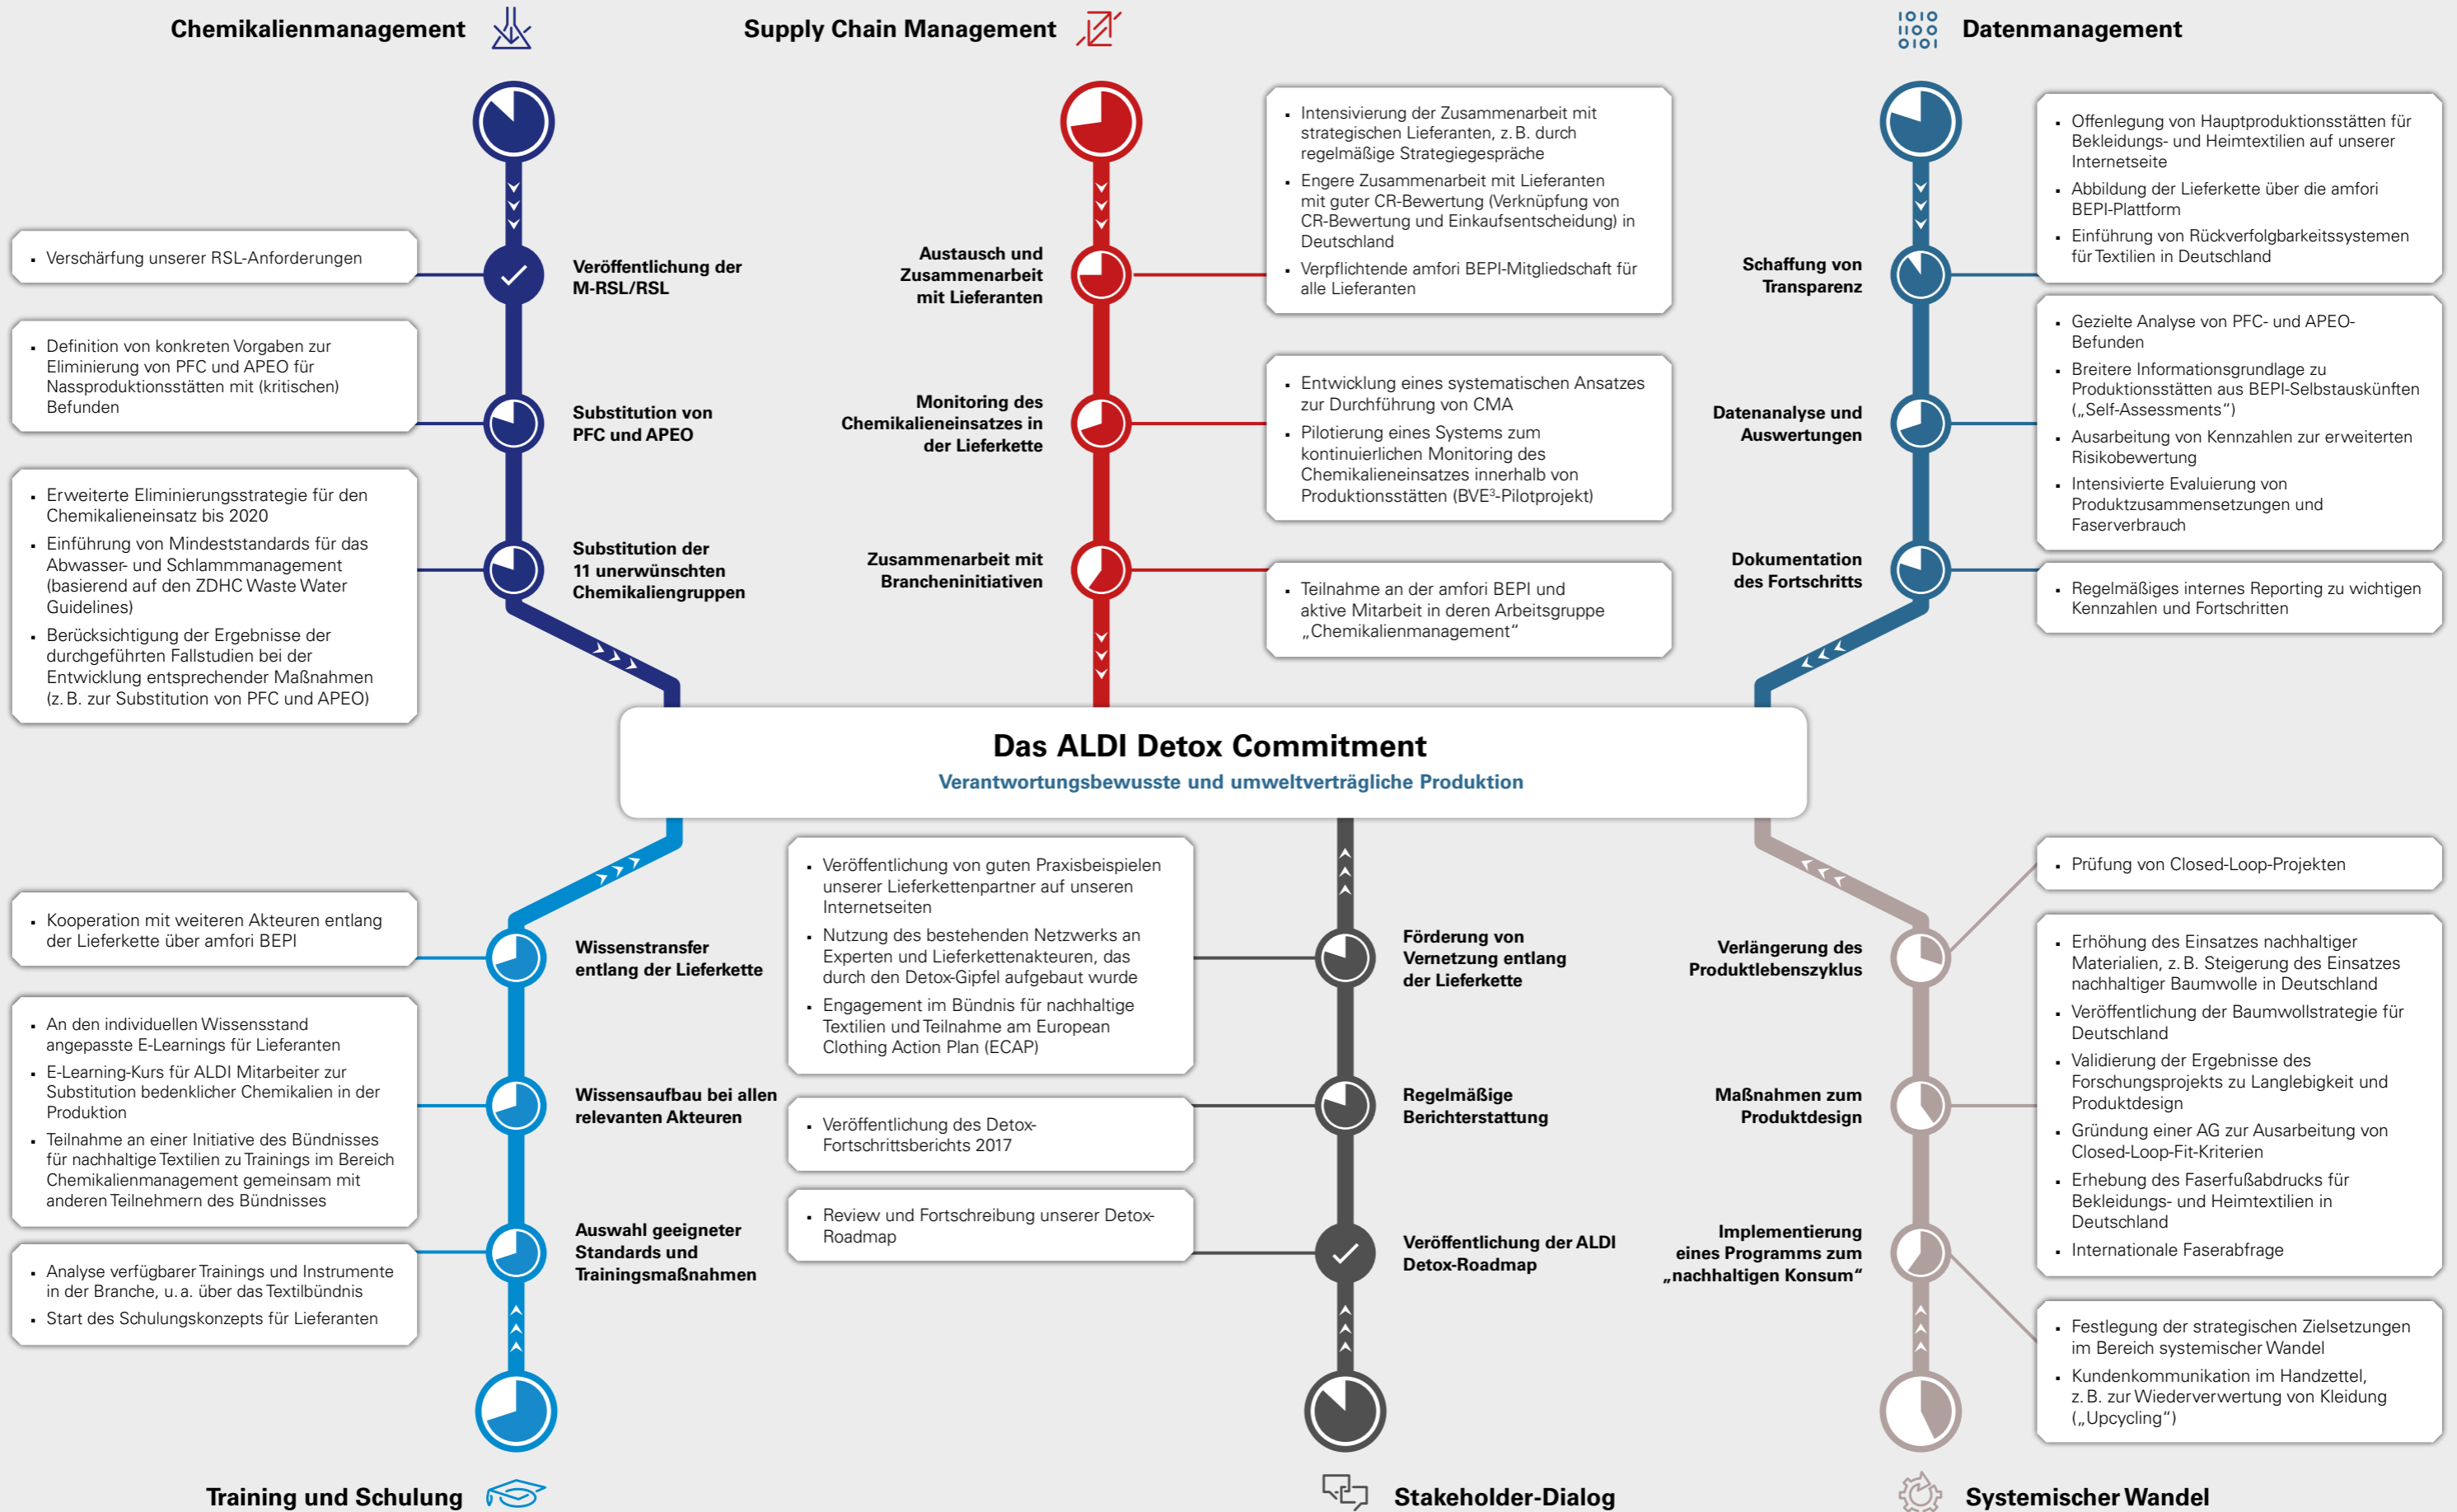 Chemikalienmanagement
Verschärfung unserer RSL-Anforderungen
Veröffentlichung der
M-RSL/RSL
Definition von konkreten Vorgaben zur
Eliminierung von PFC und APEO für
Nassproduktionsstätten mit (kritischen)
Befunden
Substitution von
PFC und APEO
Erweiterte Eliminierungsstrategie für den
Chemikalieneinsatz bis 2020
Einführung von Mindeststandards für das
Abwasser- und Schlammmanagement
(basierend auf den ZDHC Waste Water
Guidelines)
Berücksichtigung der Ergebnisse der
durchgeführten Fallstudien bei der
Entwicklung entsprechender Maßnahmen
(z. B. zur Substitution von PFC und APEO)
Substitution der
11 unerwünschten
Chemikaliengruppen
Supply Chain Management
Austausch und
Zusammenarbeit
mit Lieferanten
Intensivierung der Zusammenarbeit mit
strategischen Lieferanten, z. B. durch
regelmäßige Strategiegespräche
Engere Zusammenarbeit mit Lieferanten
mit guter CR-Bewertung (Verknüpfung von
CR-Bewertung und Einkaufsentscheidung) in
Deutschland
Verpflichtende amfori BEPI-Mitgliedschaft für
alle Lieferanten
Monitoring des
Chemikalieneinsatzes in
der Lieferkette
Entwicklung eines systematischen Ansatzes
zur Durchführung von CMA
Pilotierung eines Systems zum
kontinuierlichen Monitoring des
Chemikalieneinsatzes innerhalb von
Produktionsstätten (BVE³-Pilotprojekt)
Zusammenarbeit mit
Brancheninitiativen
Teilnahme an der amfori BEPI und
aktive Mitarbeit in deren Arbeitsgruppe
„Chemikalienmanagement“
1010
1100
0101
Datenmanagement
Schaffung von
Transparenz
Offenlegung von Hauptproduktionsstätten für
Bekleidungs- und Heimtextilien auf unserer
Internetseite
Abbildung der Lieferkette über die amfori
BEPI-Plattform
Einführung von Rückverfolgbarkeitssystemen
für Textilien in Deutschland
Datenanalyse und
Auswertungen
Gezielte Analyse von PFC- und APEO-
Befunden
Breitere Informationsgrundlage zu
Produktionsstätten aus BEPI-Selbstauskünften
(„Self-Assessments“)
Ausarbeitung von Kennzahlen zur erweiterten
Risikobewertung
Intensivierte Evaluierung von
Produktzusammensetzungen und
Faserverbrauch
Dokumentation
des Fortschritts
Regelmäßiges internes Reporting zu wichtigen
Kennzahlen und Fortschritten
Das ALDI Detox Commitment
Verantwortungsbewusste und umweltverträgliche Produktion
Kooperation mit weiteren Akteuren entlang
der Lieferkette über amfori BEPI
Wissenstransfer
entlang der Lieferkette
An den individuellen Wissensstand
angepasste E-Learnings für Lieferanten
E-Learning-Kurs für ALDI Mitarbeiter zur
Substitution bedenklicher Chemikalien in der
Produktion
Teilnahme an einer Initiative des Bündnisses
für nachhaltige Textilien zu Trainings im Bereich
Chemikalienmanagement gemeinsam mit
anderen Teilnehmern des Bündnisses
Wissensaufbau bei allen
relevanten Akteuren
Auswahl geeigneter
Standards und
Trainingsmaßnahmen
Analyse verfügbarer Trainings und Instrumente
in der Branche, u. a. über das Textilbündnis
Start des Schulungskonzepts für Lieferanten
Training und Schulung
Veröffentlichung von guten Praxisbeispielen
unserer Lieferkettenpartner auf unseren
Internetseiten
Nutzung des bestehenden Netzwerks an
Experten und Lieferkettenakteuren, das
durch den Detox-Gipfel aufgebaut wurde
Engagement im Bündnis für nachhaltige
Textilien und Teilnahme am European
Clothing Action Plan (ECAP)
Förderung von
Vernetzung entlang
der Lieferkette
Veröffentlichung des Detox-
Fortschrittsberichts 2017
Regelmäßige
Berichterstattung
Review und Fortschreibung unserer Detox-
Roadmap
Veröffentlichung der ALDI
Detox-Roadmap
Stakeholder-Dialog
Verlängerung des
Produktlebenszyklus
Prüfung von Closed-Loop-Projekten
Maßnahmen zum
Produktdesign
Erhöhung des Einsatzes nachhaltiger
Materialien, z. B. Steigerung des Einsatzes
nachhaltiger Baumwolle in Deutschland
Veröffentlichung der Baumwollstrategie für
Deutschland
Validierung der Ergebnisse des
Forschungsprojekts zu Langlebigkeit und
Produktdesign
Gründung einer AG zur Ausarbeitung von
Closed-Loop-Fit-Kriterien
Erhebung des Faserfußabdrucks für
Bekleidungs- und Heimtextilien in
Deutschland
Internationale Faserabfrage
Implementierung
eines Programms zum
„nachhaltigen Konsum“
Festlegung der strategischen Zielsetzungen
im Bereich systemischer Wandel
Kundenkommunikation im Handzettel,
z. B. zur Wiederverwertung von Kleidung
(„Upcycling“)
Systemischer Wandel